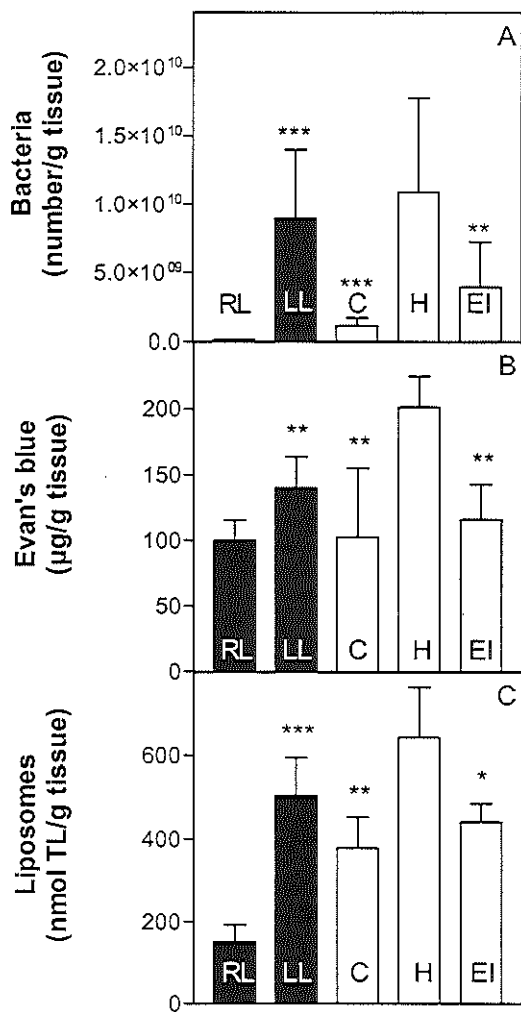 A
Bacteria
(number/g tissue)
2.0×10¹⁰
1.5×10¹⁰
1.0×10¹⁰
5.0×10⁰⁹
0.0
***
***
**
RL
LL
C
H
EI
B
Evan's blue
(µg/g tissue)
200
150
100
50
0
**
**
**
RL
LL
C
H
EI
C
Liposomes
(nmol TL/g tissue)
600
400
200
0
***
**
*
RL
LL
C
H
EI